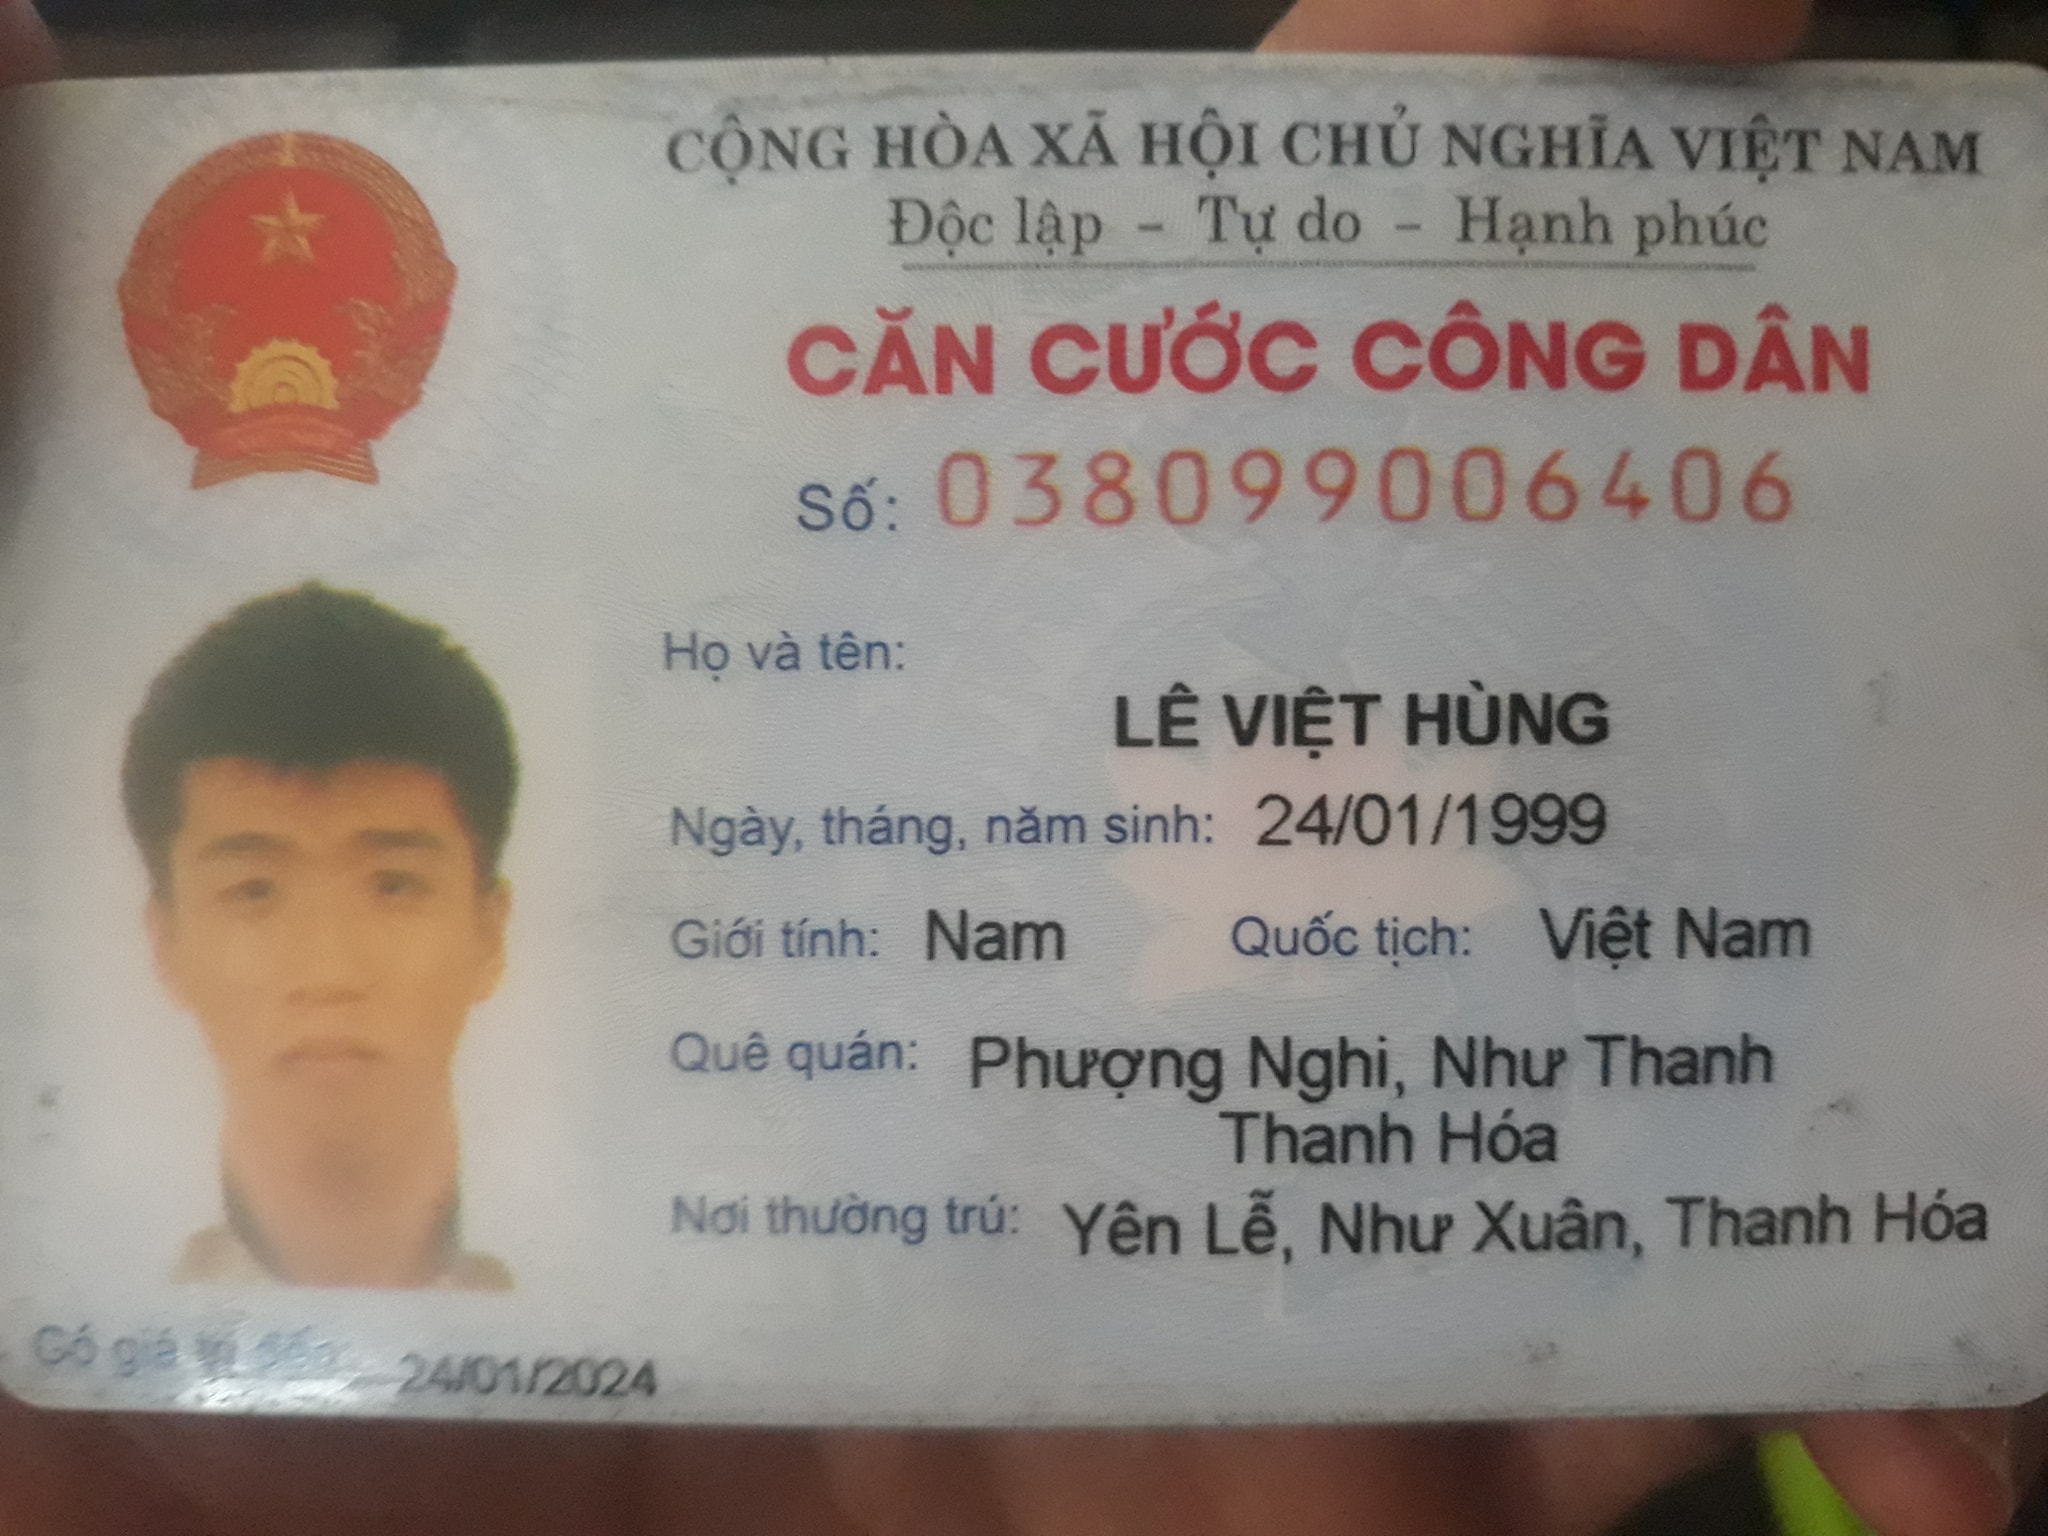 CỘNG HÒA XÃ HỘI CHỦ NGHĨA VIỆT NAM
Độc lập - Tự do - Hạnh phúc
CĂN CƯỚC CÔNG DÂN
Số: 038099006406
Họ và tên:
LÊ VIỆT HÙNG
Ngày, tháng, năm sinh: 24/01/1999
Giới tính: Nam Quốc tịch: Việt Nam
Quê quán: Phượng Nghi, Như Thanh
Thanh Hóa
Nơi thường trú: Yên Lễ, Như Xuân, Thanh Hóa
Có giá trị đến: 24/01/2024